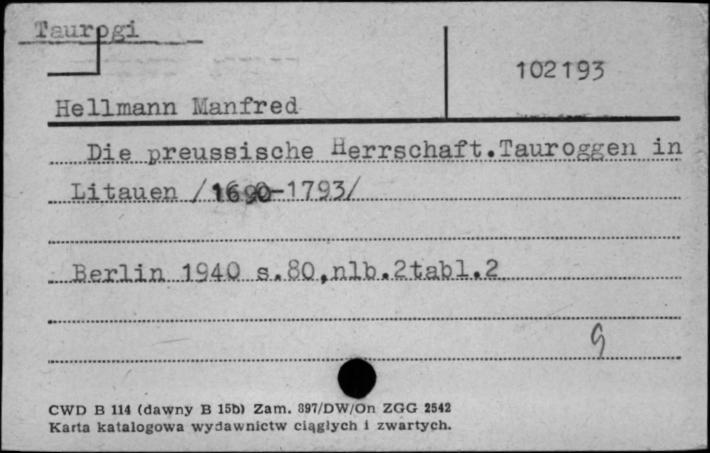 Taurogi
102193
Hellmann Manfred
Die preussische Herrschaft.Tauroggen in
Litauen /1690-1793/
Berlin 1940 s.80,nlb.2tabl.2
G
CWD B 114 (dawny B 15b) Zam. 397/DW/On ZGG 2542
Karta katalogowa wydawnictw ciągłych i zwartych.